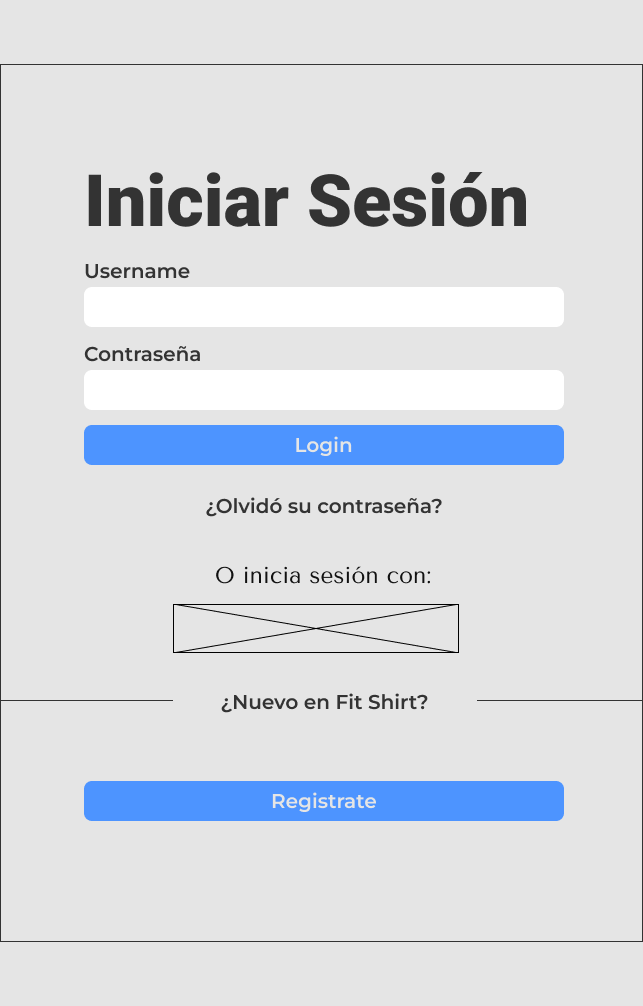 Iniciar Sesión
Username
Contraseña
Login
¿Olvidó su contraseña?
O inicia sesión con:
¿Nuevo en Fit Shirt?
Registrate